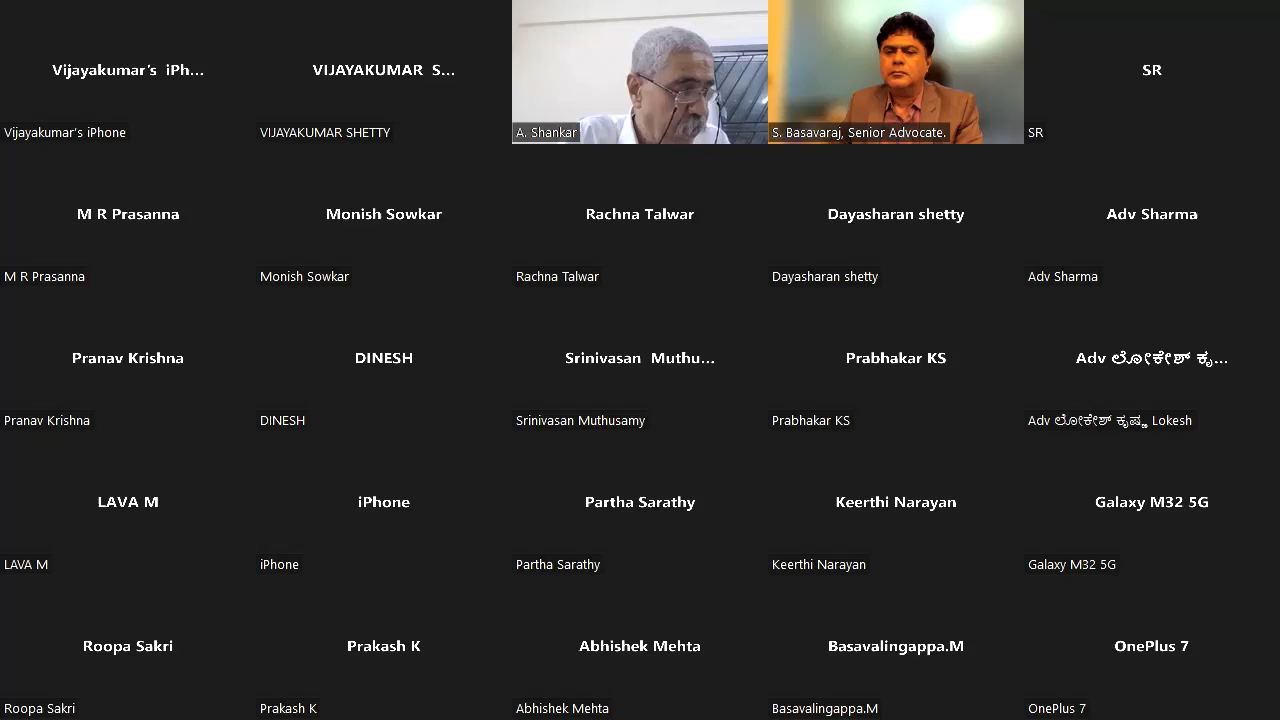 Vijayakumar's iPh...
VIJAYAKUMAR S...
SR
Vijayakumar's iPhone
VIJAYAKUMAR SHETTY
A. Shankar
S. Basavaraj, Senior Advocate.
SR
M R Prasanna
Monish Sowkar
Rachna Talwar
Dayasharan shetty
Adv Sharma
M R Prasanna
Monish Sowkar
Rachna Talwar
Dayasharan shetty
Adv Sharma
Pranav Krishna
DINESH
Srinivasan Muthu...
Prabhakar KS
Adv ಲೋಕೇಶ್ ಕೃ...
Pranav Krishna
DINESH
Srinivasan Muthusamy
Prabhakar KS
Adv ಲೋಕೇಶ್ ಕೃಷ್ಣ Lokesh
LAVA M
iPhone
Partha Sarathy
Keerthi Narayan
Galaxy M32 5G
LAVA M
iPhone
Partha Sarathy
Keerthi Narayan
Galaxy M32 5G
Roopa Sakri
Prakash K
Abhishek Mehta
Basavalingappa.M
OnePlus 7
Roopa Sakri
Prakash K
Abhishek Mehta
Basavalingappa.M
OnePlus 7